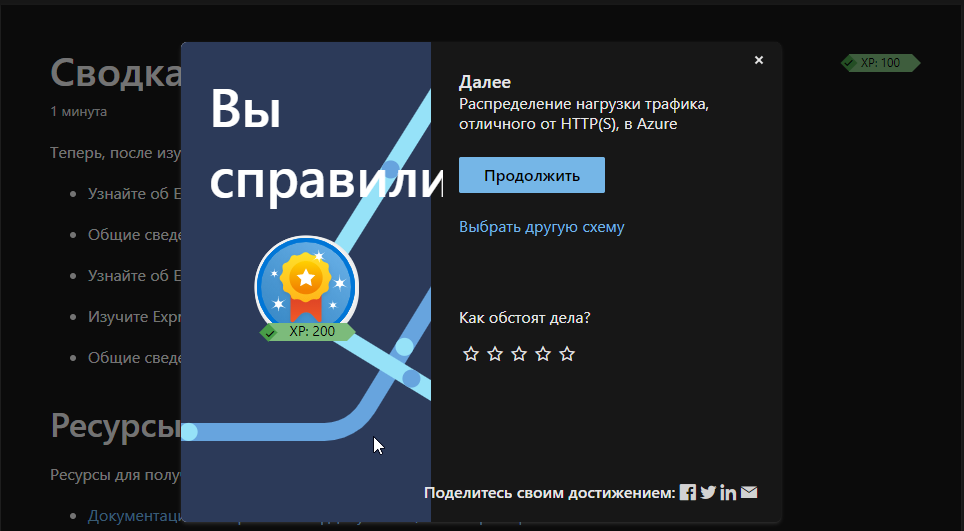 Сводка
1 минута
XP: 100
Теперь, после изу
Узнайте об E
Общие сведе
Узнайте об E
Изучите Expr
Общие сведе
Ресурсы
Ресурсы для полу
Документаци
Вы
справили
XP: 200
Далее
Распределение нагрузки трафика,
отличного от HTTP(S), в Azure
Продолжить
Выбрать другую схему
Как обстоят дела?
Поделитесь своим достижением: